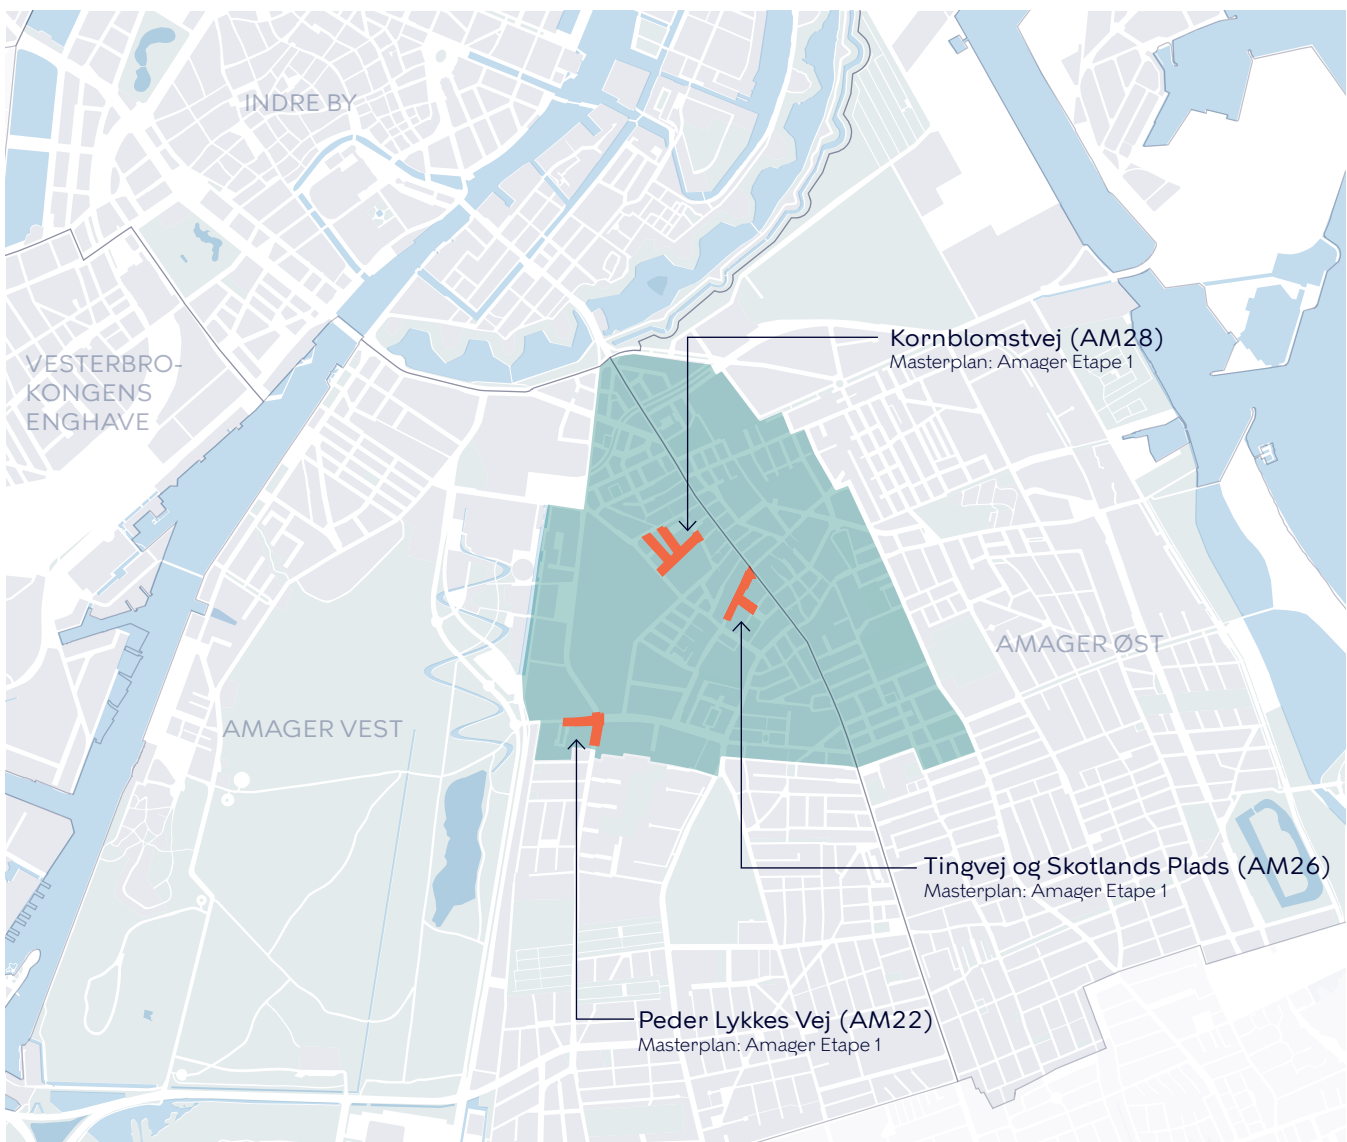 INDRE BY
VESTERBRO-
KONGENS
ENGHAVE
Kornblomstvej (AM28)
Masterplan: Amager Etape 1
AMAGER ØST
AMAGER VEST
Tingvej og Skotlands Plads (AM26)
Masterplan: Amager Etape 1
Peder Lykkes Vej (AM22)
Masterplan: Amager Etape 1